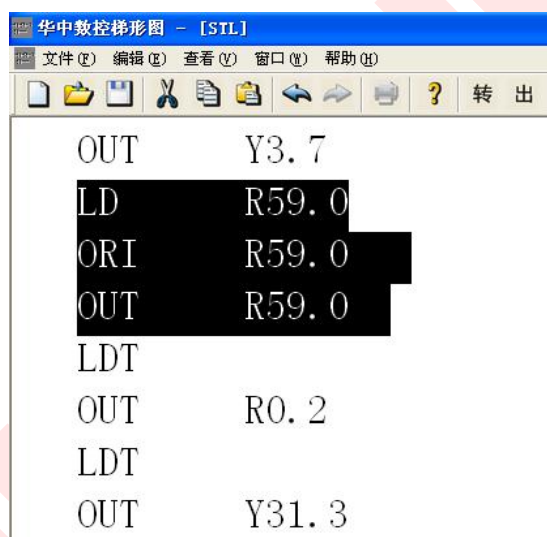 华中数控梯形图 - [STL]
文件(F) 编辑(E) 查看(V) 窗口(W) 帮助(H)
? 转 出
OUT Y3.7
LD R59.0
ORI R59.0
OUT R59.0
LDT
OUT R0.2
LDT
OUT Y31.3